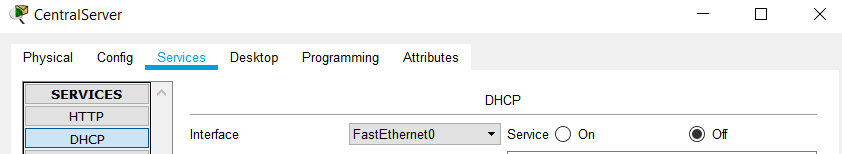 CentralServer
Physical Config Services Desktop Programming Attributes
SERVICES
HTTP
DHCP
DHCP
Interface FastEthernet0 Service On Off